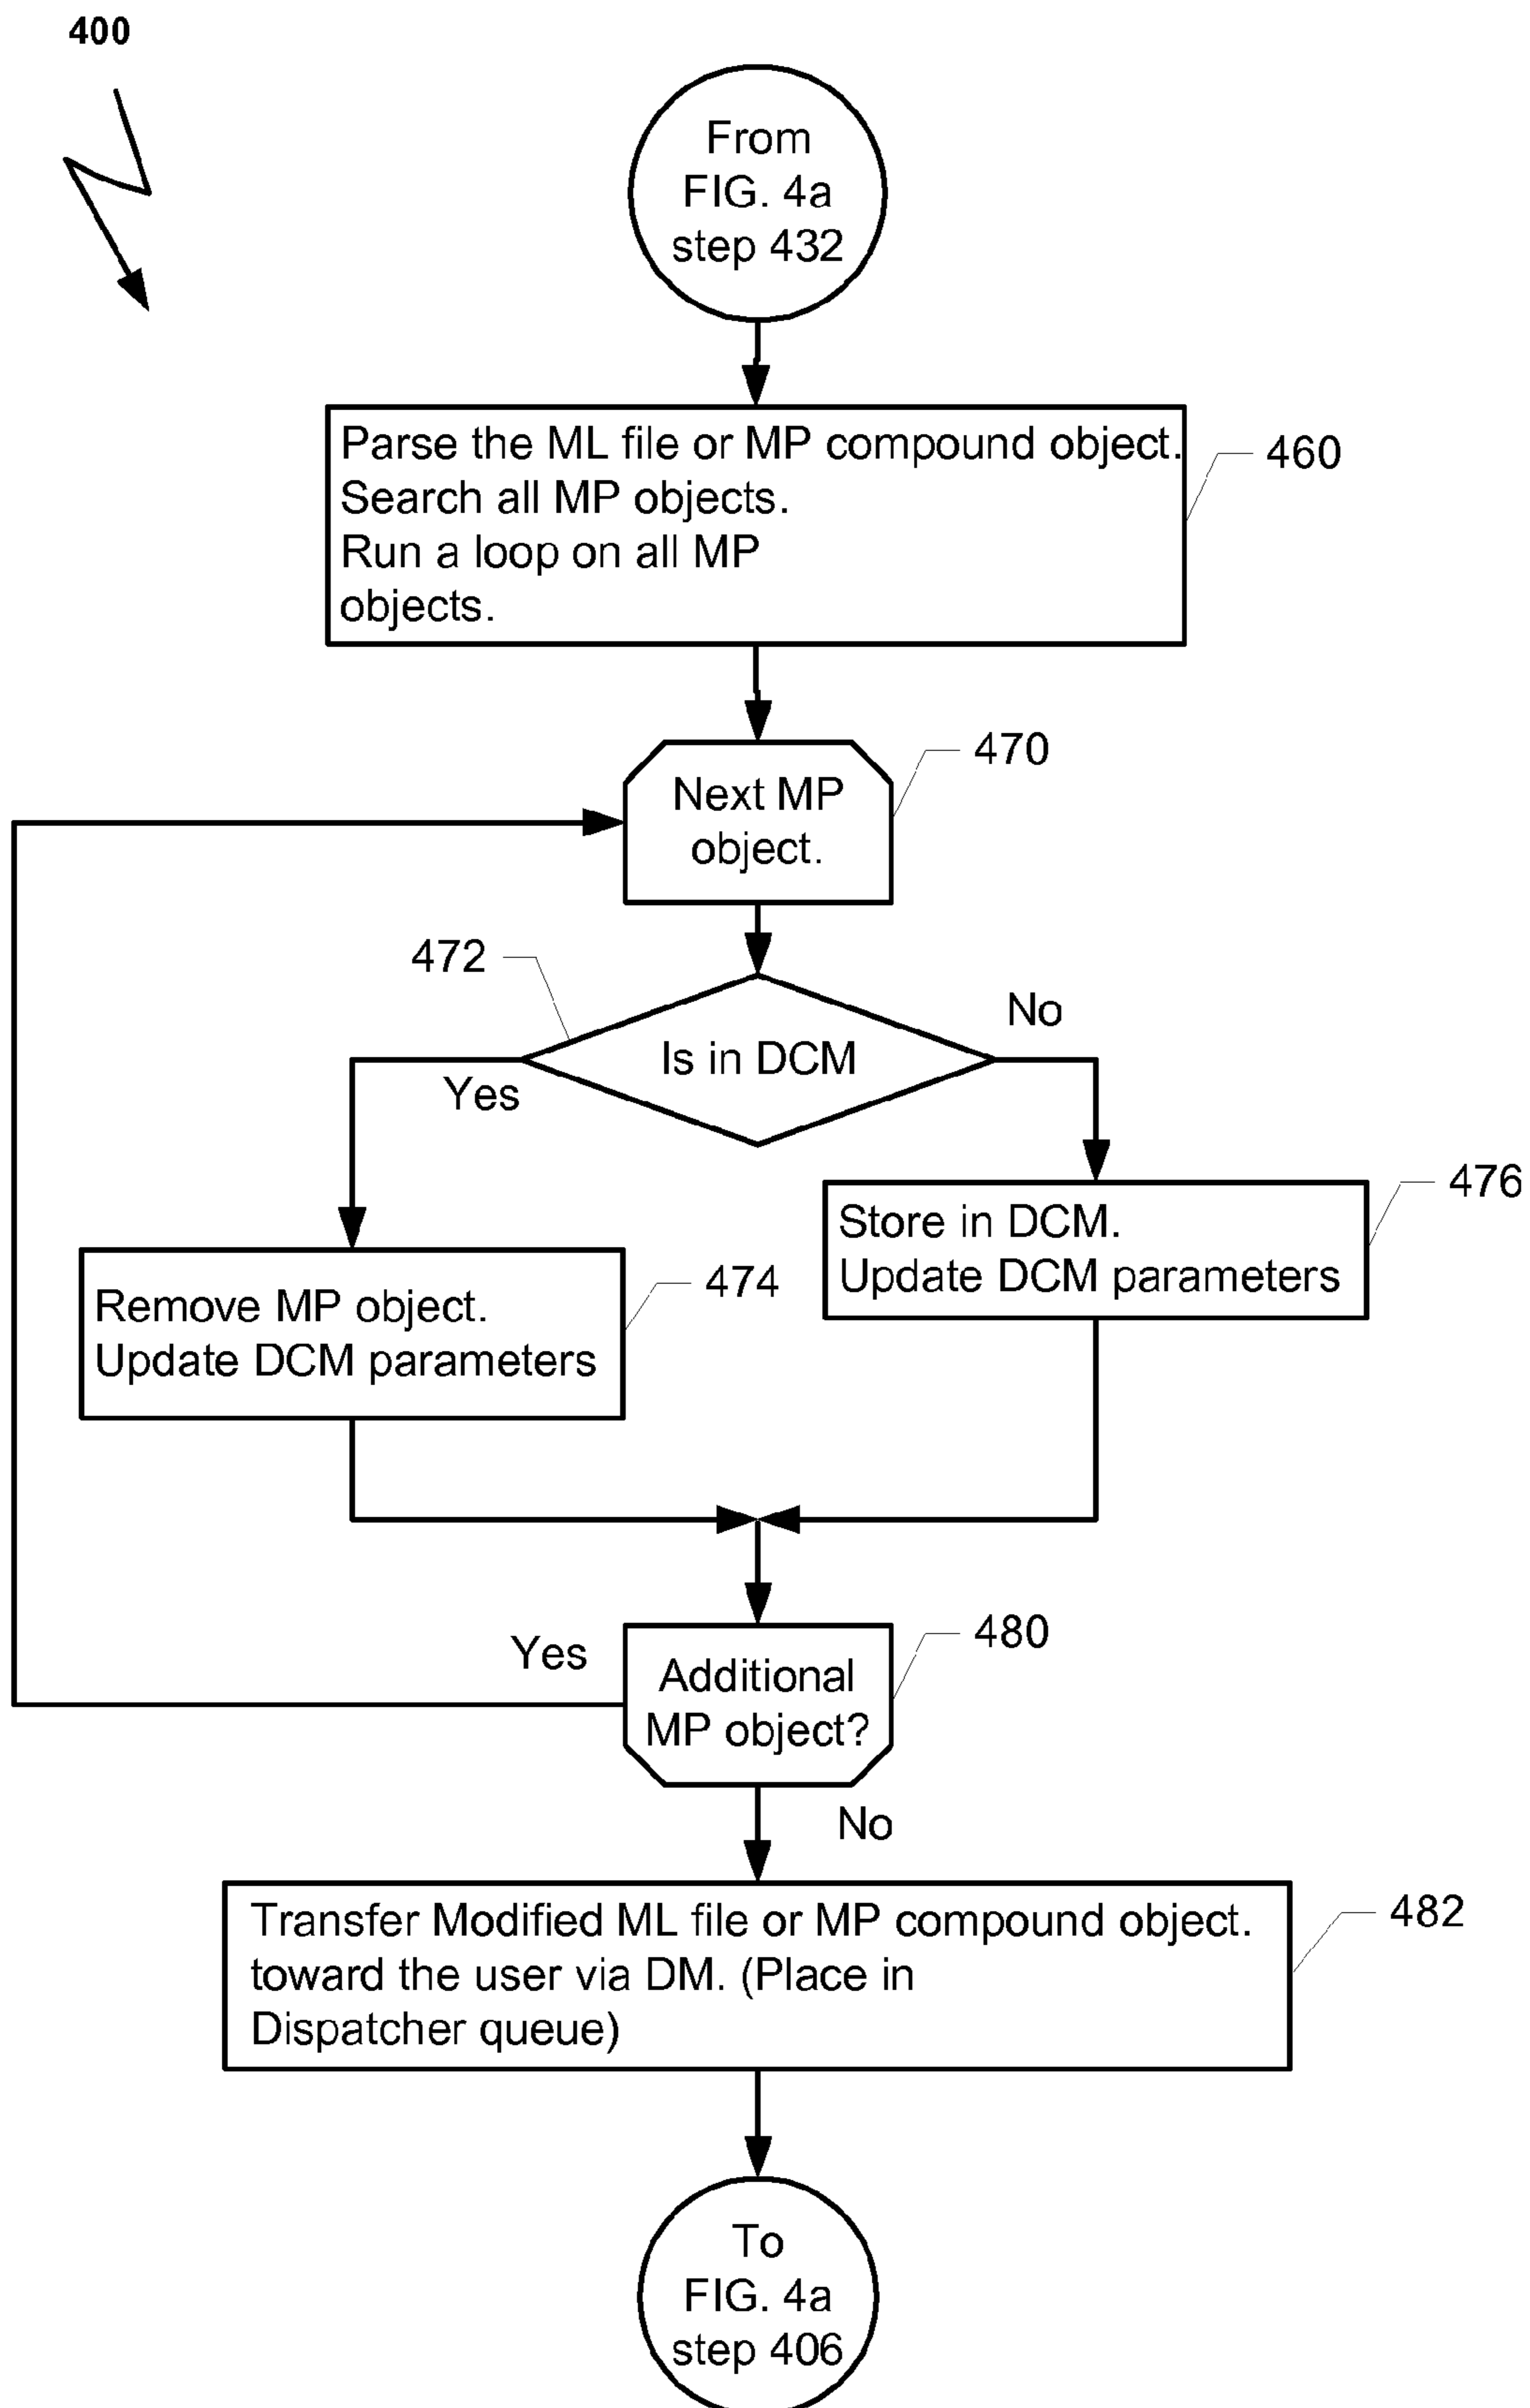 400
From
FIG. 4a
step 432
Parse the ML file or MP compound object.
Search all MP objects.
Run a loop on all MP
objects.
460
Next MP
object.
470
472
Is in DCM
No
Yes
Store in DCM.
Update DCM parameters
476
Remove MP object.
Update DCM parameters
474
Yes
Additional
MP object?
480
No
Transfer Modified ML file or MP compound object.
toward the user via DM. (Place in
Dispatcher queue)
482
To
FIG. 4a
step 406